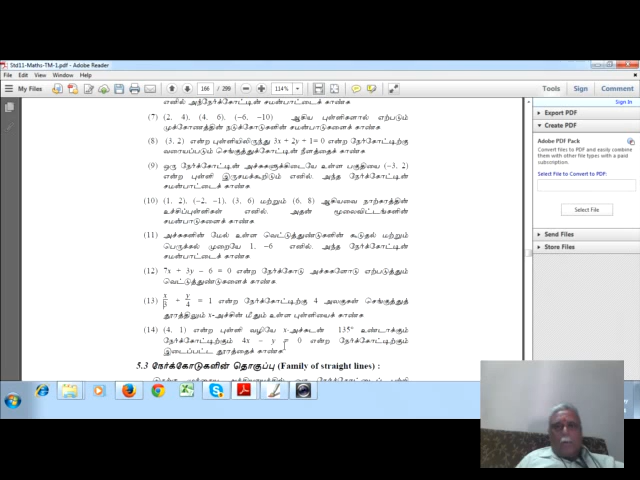 Std11-Maths-TM-1.pdf - Adobe Reader
File Edit View Window Help
My Files 166 / 299 114% Tools Sign Comment
Sign In
Export PDF
Create PDF
Adobe PDF Pack
Convert files to PDF and easily combine them with other file types with a paid subscription.
Select File to Convert to PDF:
Select File
Send Files
Store Files
எனில் அந்நேர்க்கோட்டின் சமன்பாட்டைக் காண்க
(7) (2, 4), (4, 6), (-6, -10) ஆகிய புள்ளிகளால் ஏற்படும்
முக்கோணத்தின் நடுக்கோடுகளின் சமன்பாடுகளைக் காண்க
(8) (3, 2) என்ற புள்ளியிலிருந்து 3x + 2y + 1= 0 என்ற நேர்க்கோட்டிற்கு
வரையப்படும் செங்குத்துக்கோட்டின் நீளத்தைக் காண்க.
(9) ஒரு நேர்க்கோட்டின் அச்சுகளுக்கிடையே உள்ள பகுதியை (-3, 2)
என்ற புள்ளி இருசமக்கூறிடும் எனில், அந்த நேர்க்கோட்டின்
சமன்பாட்டைக் காண்க.
(10) (1, 2), (-2, -1), (3, 6) மற்றும் (6, 8) ஆகியவை நாற்கரத்தின்
உச்சிப்புள்ளிகள் எனில், அதன் மூலைவிட்டங்களின்
சமன்பாடுகளைக் காண்க
(11) அச்சுகளின் மேல் உள்ள வெட்டுத்துண்டுகளின் கூடுதல் மற்றும்
பெருக்கல் முறையே 1, -6 எனில், அந்த நேர்க்கோட்டின்
சமன்பாட்டைக் காண்க.
(12) 7x + 3y - 6 = 0 என்ற நேர்க்கோடு அச்சுகளோடு ஏற்படுத்தும்
வெட்டுத்துண்டுகளைக் காண்க.
(13) x/3 + y/4 = 1 என்ற நேர்க்கோட்டிற்கு 4 அலகுகள் செங்குத்துத்
தூரத்திலும் x-அச்சின் மீதும் உள்ள புள்ளியைக் காண்க
(14) (4, 1) என்ற புள்ளி வழியே x-அச்சுடன் 135° உண்டாக்கும்
நேர்க்கோட்டிற்கும் 4x - y = 0 என்ற நேர்க்கோட்டிற்கும்
இடைப்பட்ட தூரத்தைக் காண்க
5.3 நேர்க்கோடுகளின் தொகுப்பு (Family of straight lines) :